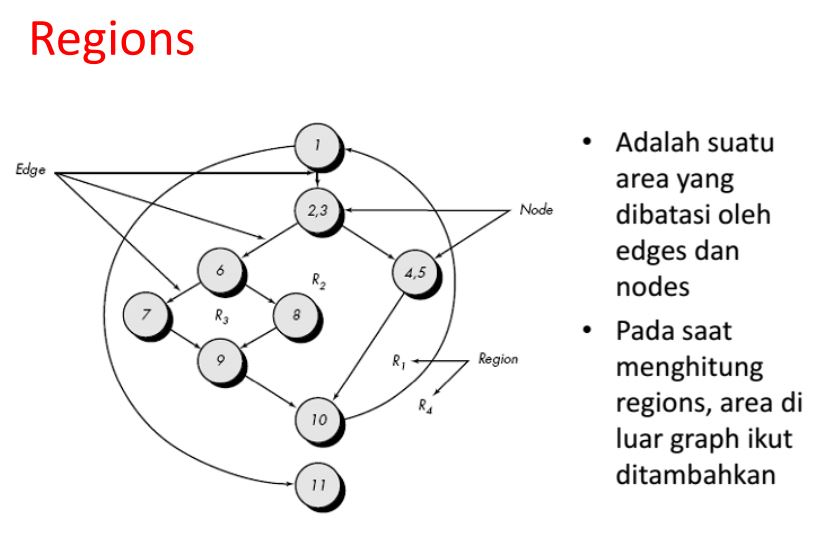 Regions
Edge
1
2,3
Node
6
4,5
R2
7
R3
8
9
R1
Region
R4
10
11
• Adalah suatu
area yang
dibatasi oleh
edges dan
nodes
• Pada saat
menghitung
regions, area di
luar graph ikut
ditambahkan